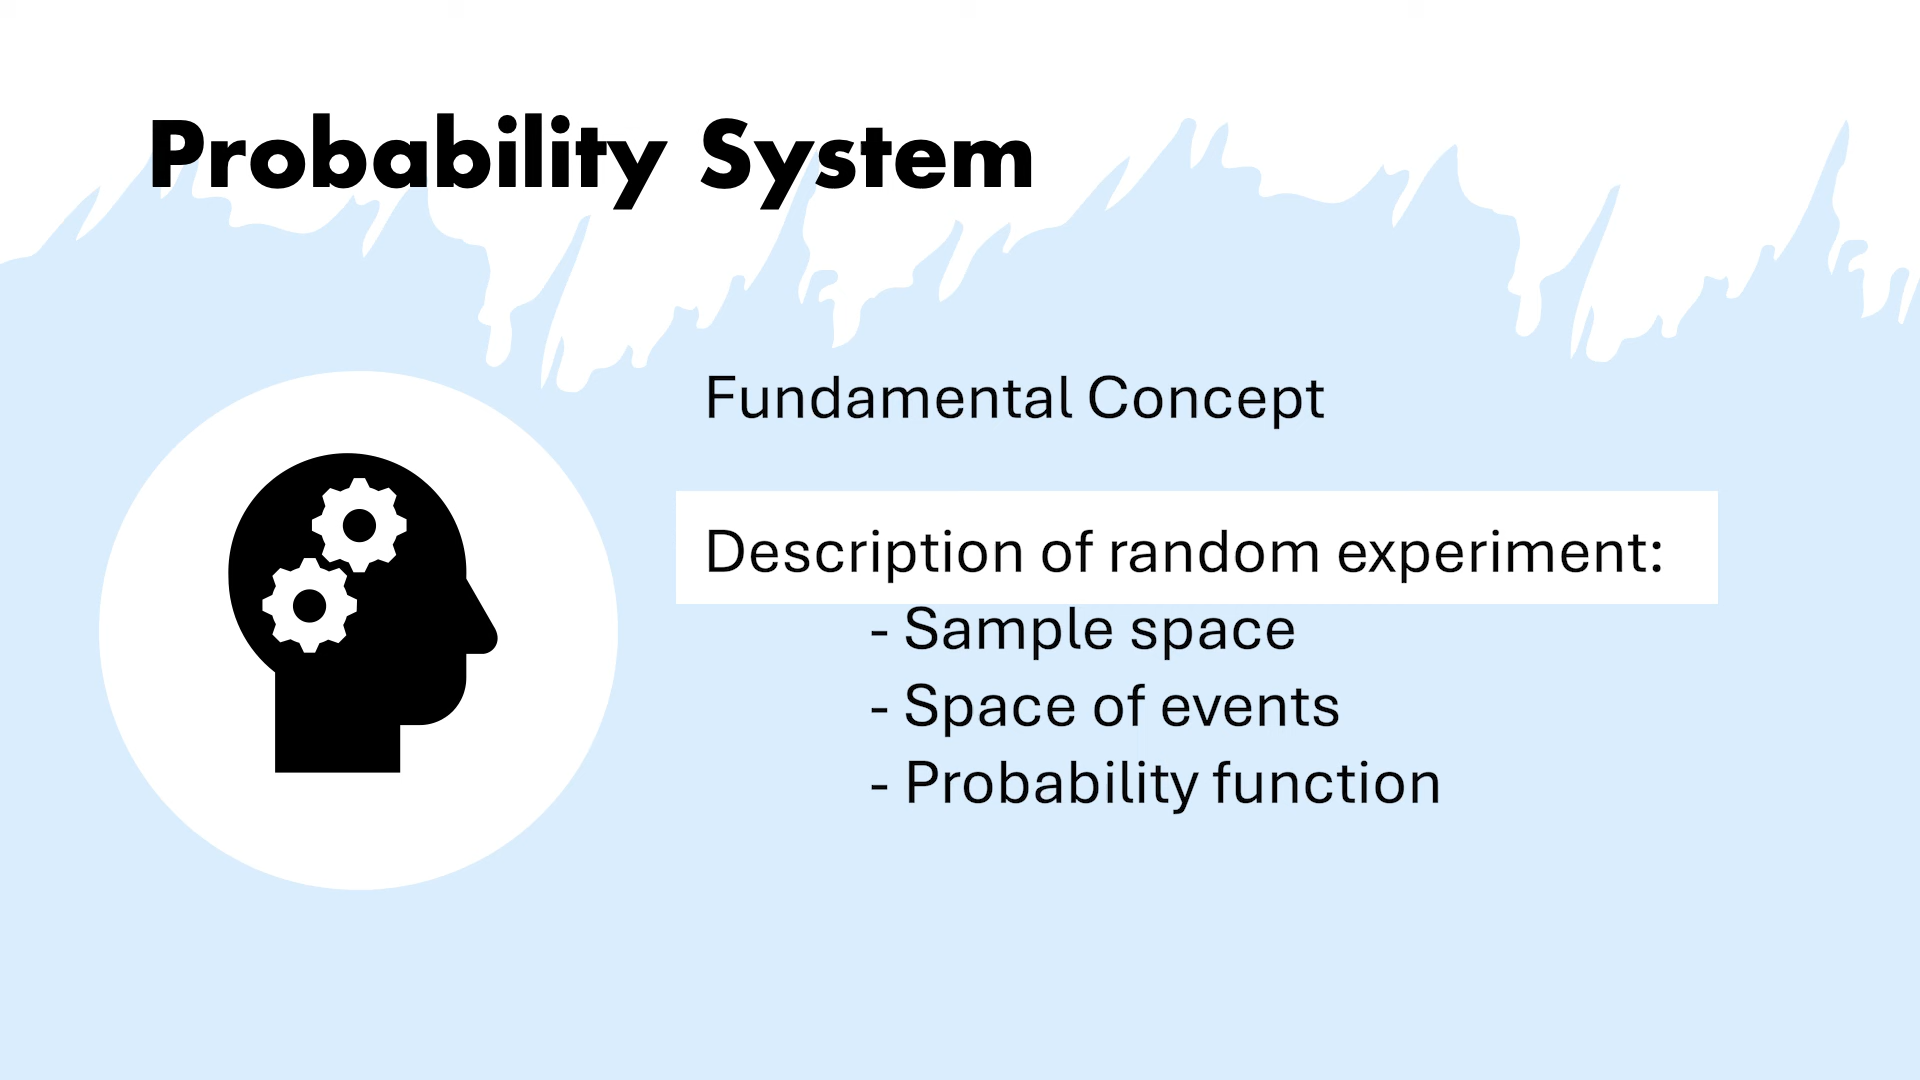 Probability System
Fundamental Concept
Description of random experiment:
- Sample space
- Space of events
- Probability function